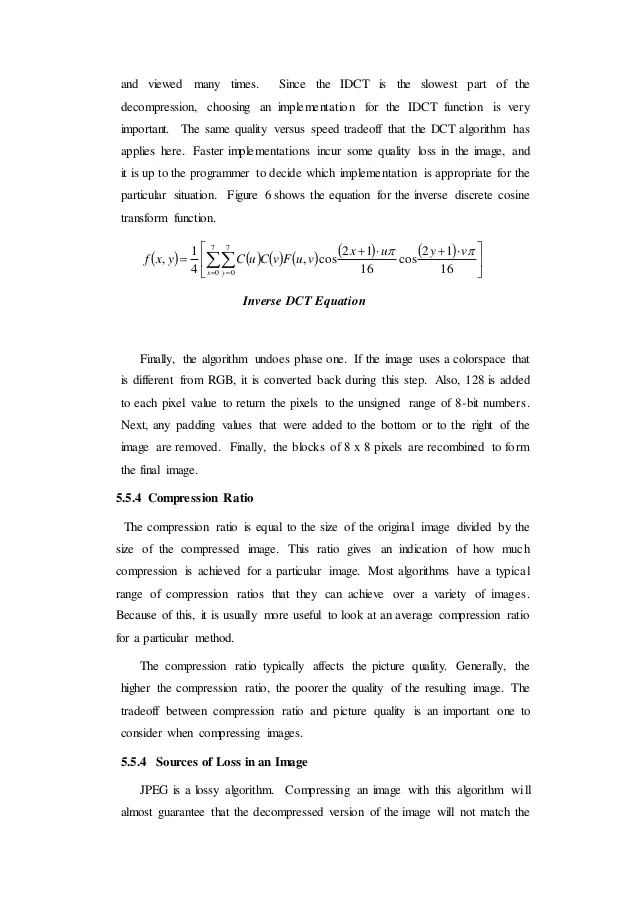 and viewed many times. Since the IDCT is the slowest part of the
decompression, choosing an implementation for the IDCT function is very
important. The same quality versus speed tradeoff that the DCT algorithm has
applies here. Faster implementations incur some quality loss in the image, and
it is up to the programmer to decide which implementation is appropriate for the
particular situation. Figure 6 shows the equation for the inverse discrete cosine
transform function.
f(x, y) = 1/4 [ ∑_{x=0}^{7} ∑_{y=0}^{7} C(u)C(v)F(u, v) cos (2x+1)·uπ/16 cos (2y+1)·vπ/16 ]
Inverse DCT Equation
Finally, the algorithm undoes phase one. If the image uses a colorspace that
is different from RGB, it is converted back during this step. Also, 128 is added
to each pixel value to return the pixels to the unsigned range of 8-bit numbers.
Next, any padding values that were added to the bottom or to the right of the
image are removed. Finally, the blocks of 8 x 8 pixels are recombined to form
the final image.
5.5.4 Compression Ratio
The compression ratio is equal to the size of the original image divided by the
size of the compressed image. This ratio gives an indication of how much
compression is achieved for a particular image. Most algorithms have a typical
range of compression ratios that they can achieve over a variety of images.
Because of this, it is usually more useful to look at an average compression ratio
for a particular method.
The compression ratio typically affects the picture quality. Generally, the
higher the compression ratio, the poorer the quality of the resulting image. The
tradeoff between compression ratio and picture quality is an important one to
consider when compressing images.
5.5.4 Sources of Loss in an Image
JPEG is a lossy algorithm. Compressing an image with this algorithm will
almost guarantee that the decompressed version of the image will not match the